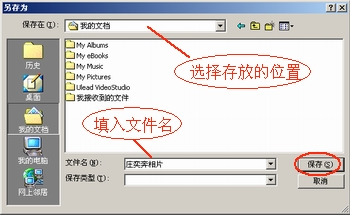 另存为
保存在(I):
我的文档
历史
桌面
我的文档
我的电脑
网上邻居
My Albums
My eBooks
My Music
My Pictures
Ulead VideoStudio
我接收到的文件
选择存放的位置
填入文件名
文件名(N):
庄奕奔相片
保存(S)
保存类型(T):
取消